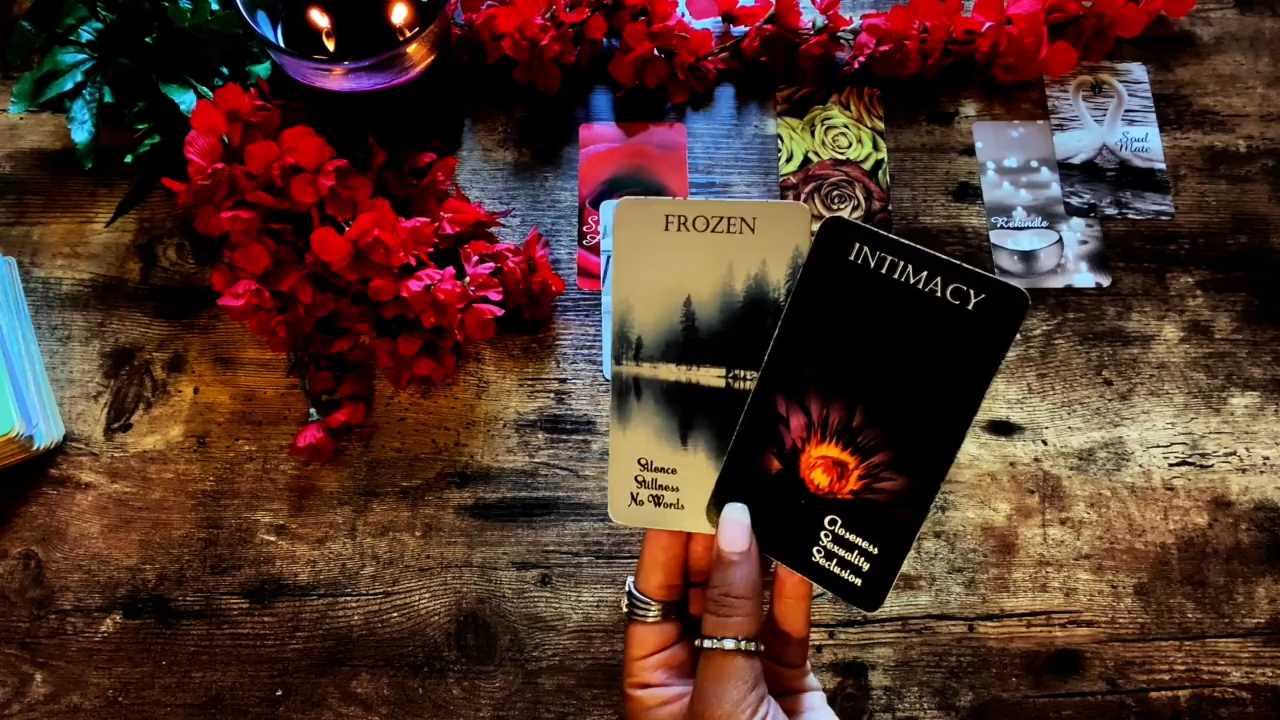 Soul
Mate
Rekindle
FROZEN
INTIMACY
Silence
Stillness
No Words
Closeness
Sexuality
Seclusion